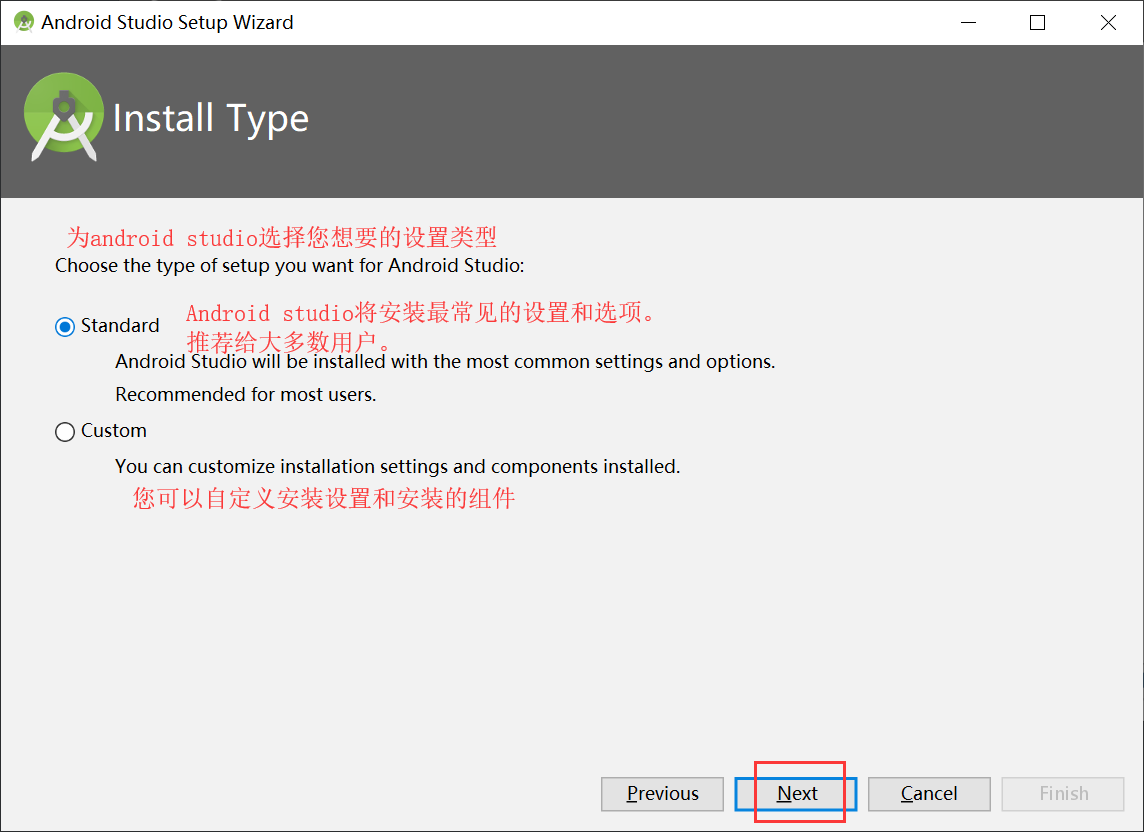 Android Studio Setup Wizard
Install Type
为android studio选择您想要的设置类型
Choose the type of setup you want for Android Studio:
Android studio将安装最常见的设置和选项。
Standard
推荐给大多数用户。
Android Studio will be installed with the most common settings and options.
Recommended for most users.
Custom
You can customize installation settings and components installed.
您可以自定义安装设置和安装的组件
Previous Next Cancel Finish